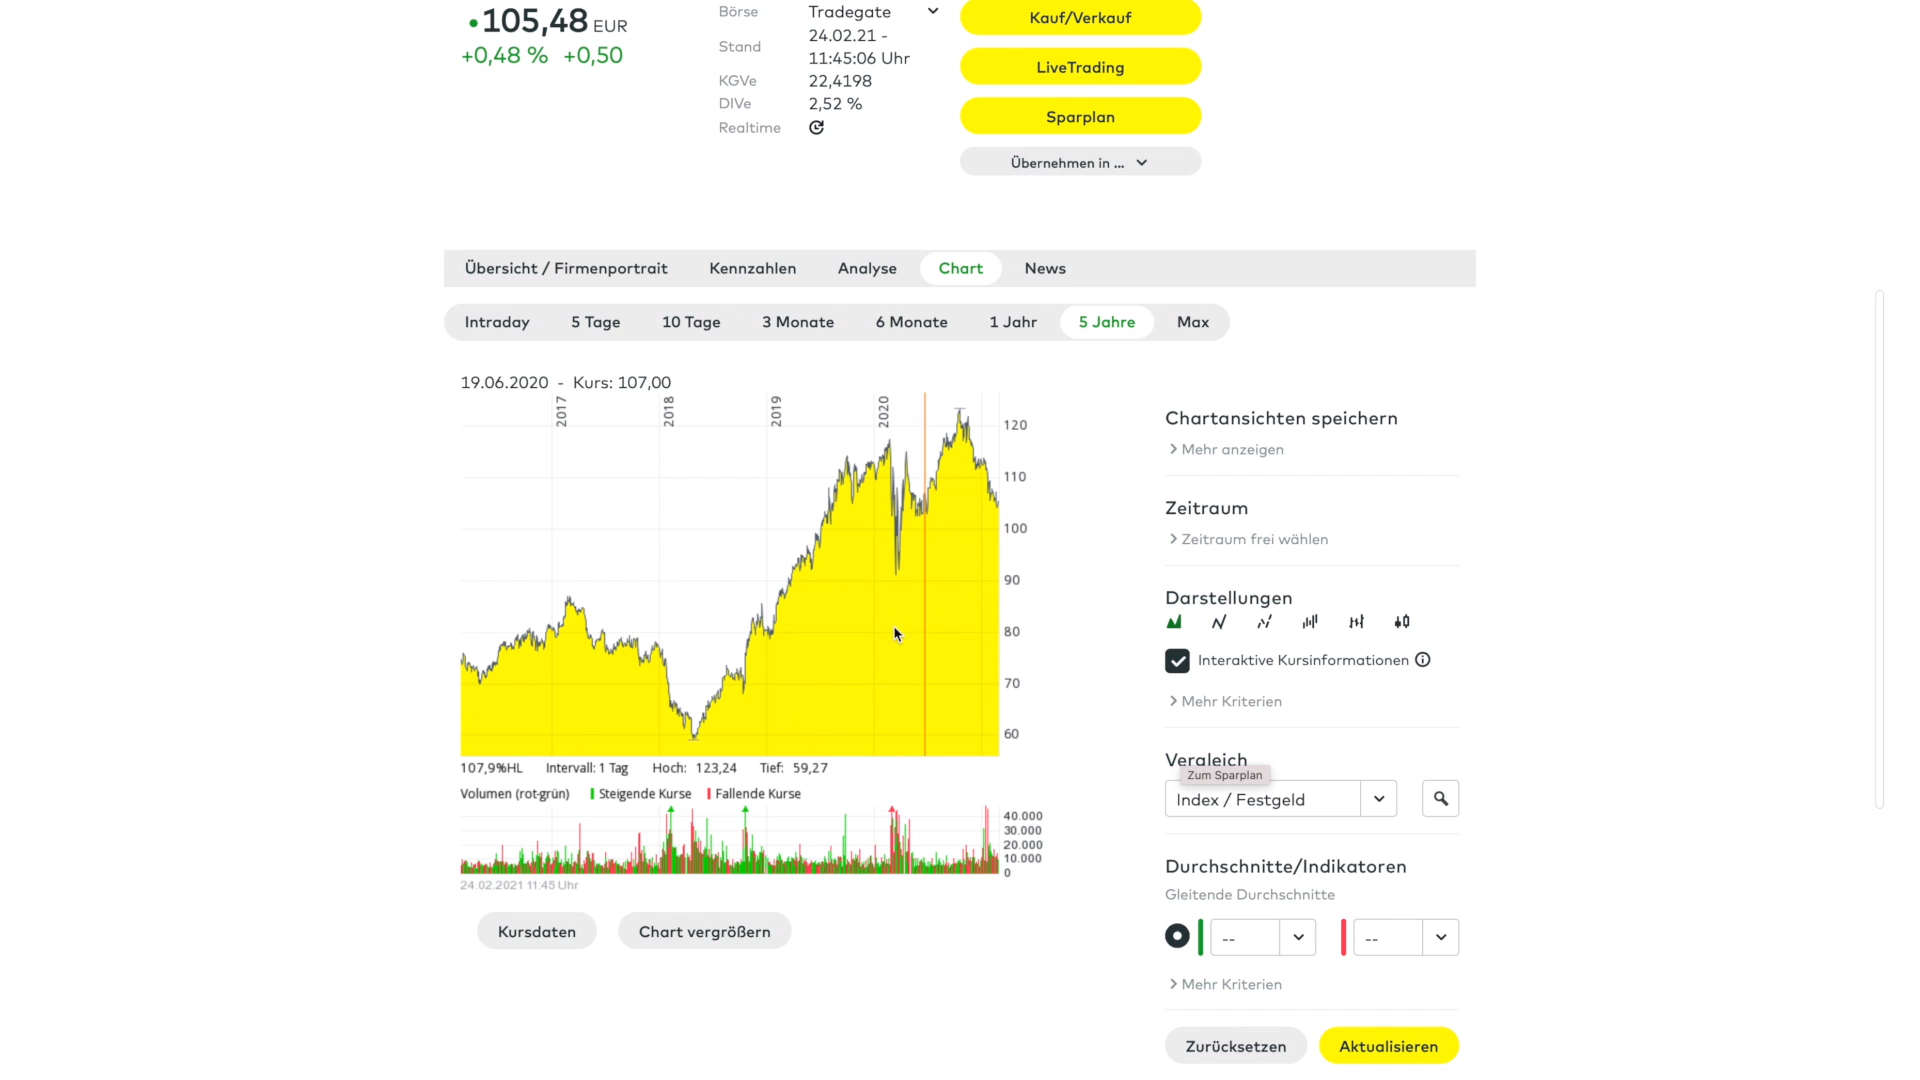 105,48 EUR
+0,48 % +0,50
Börse Tradegate
Stand 24.02.21 -
11:45:06 Uhr
KGVe 22,4198
DIVe 2,52 %
Realtime
Kauf/Verkauf
LiveTrading
Sparplan
Übernehmen in ...
Übersicht / Firmenportrait Kennzahlen Analyse Chart News
Intraday 5 Tage 10 Tage 3 Monate 6 Monate 1 Jahr 5 Jahre Max
19.06.2020 - Kurs: 107,00
2017 2018 2019 2020
120
110
100
90
80
70
60
107,9%HL Intervall: 1 Tag Hoch: 123,24 Tief: 59,27
Volumen (rot-grün) Steigende Kurse Fallende Kurse
40.000
30.000
20.000
10.000
0
24.02.2021 11:45 Uhr
Kursdaten Chart vergrößern
Chartansichten speichern
Mehr anzeigen
Zeitraum
Zeitraum frei wählen
Darstellungen
Interaktive Kursinformationen
Mehr Kriterien
Vergleich
Zum Sparplan
Index / Festgeld
Durchschnitte/Indikatoren
Gleitende Durchschnitte
-- --
Mehr Kriterien
Zurücksetzen Aktualisieren